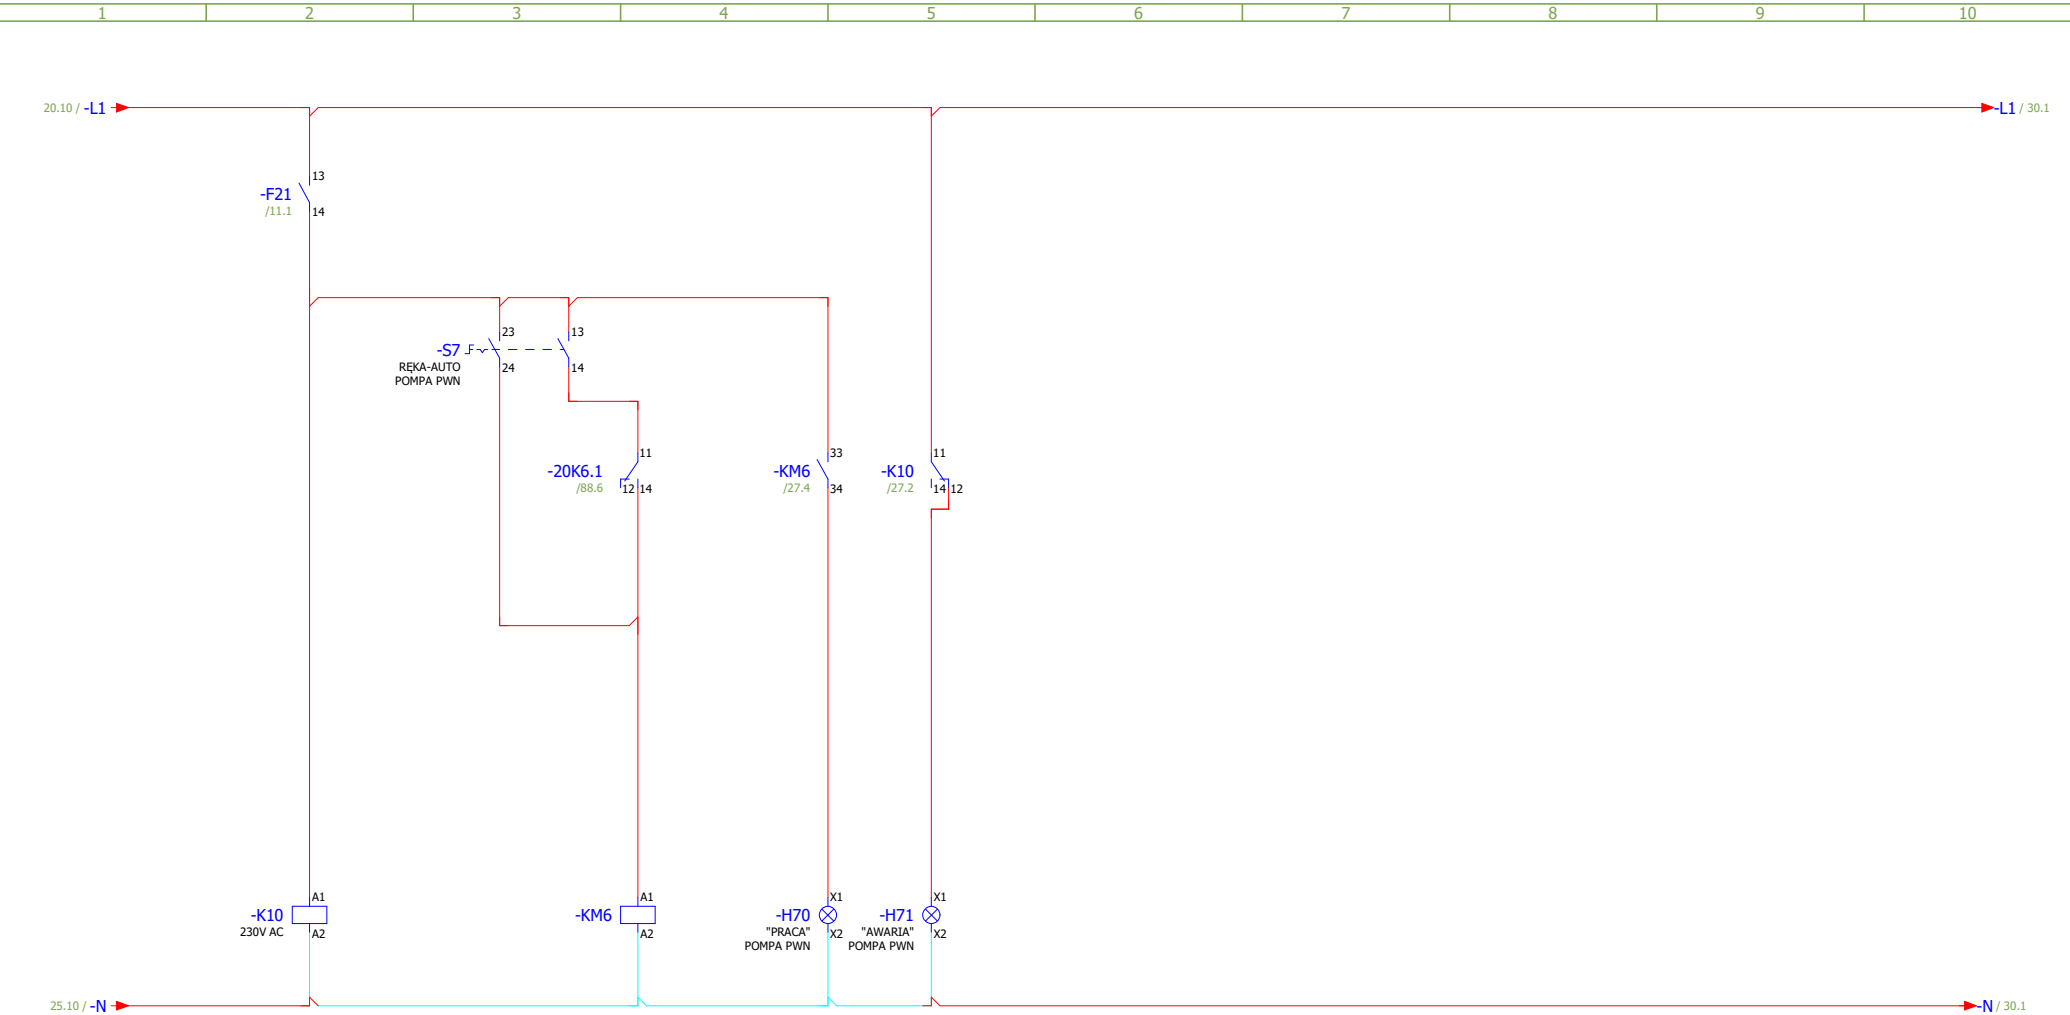 1 2 3 4 5 6 7 8 9 10
20.10 / -L1
-L1 / 30.1
13
-F21
/11.1
14
23
13
-S7
24
14
RĘKA-AUTO
POMPA PWN
11
-20K6.1
/88.6
12 14
33
-KM6
/27.4
34
11
-K10
/27.2
14 12
A1
-K10
230V AC
A2
A1
-KM6
A2
X1
-H70
"PRACA"
X2
POMPA PWN
X1
-H71
"AWARIA"
X2
POMPA PWN
25.10 / -N
-N / 30.1